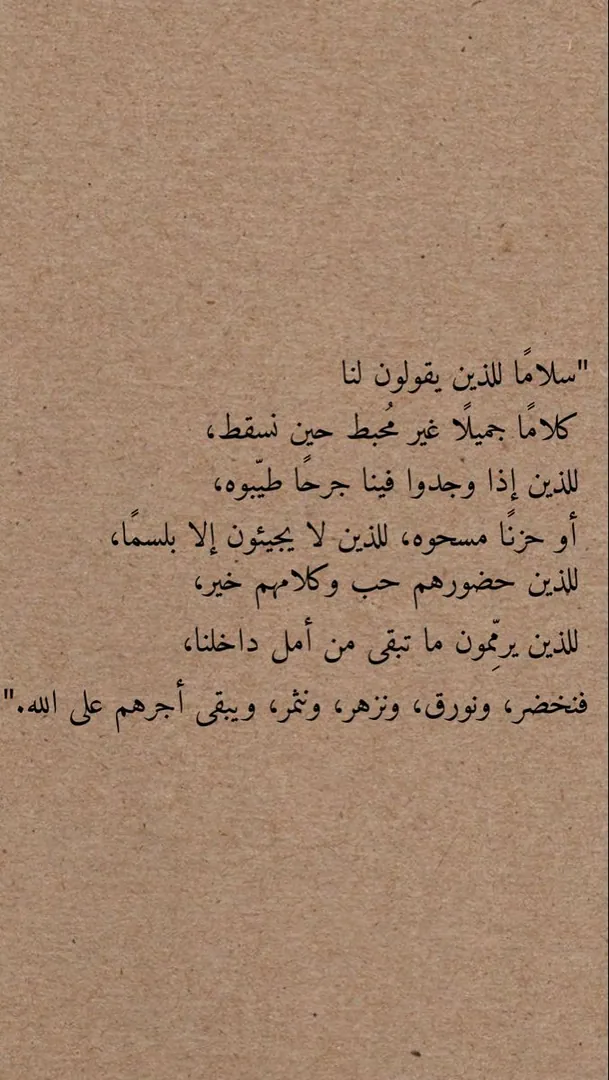 "سلامًا للذين يقولون لنا
كلامًا جميلًا غير مُحبط حين نسقط،
للذين إذا وجدوا فينا جرحًا طيّبوه،
أو حزنًا مسحوه، للذين لا يجيئون إلا بلسمًا،
للذين حضورهم حب وكلامهم خير،
للذين يرمِّمون ما تبقى من أمل داخلنا،
فنخضر، ونورق، ونزهر، ونثمر، ويبقى أجرهم على الله."